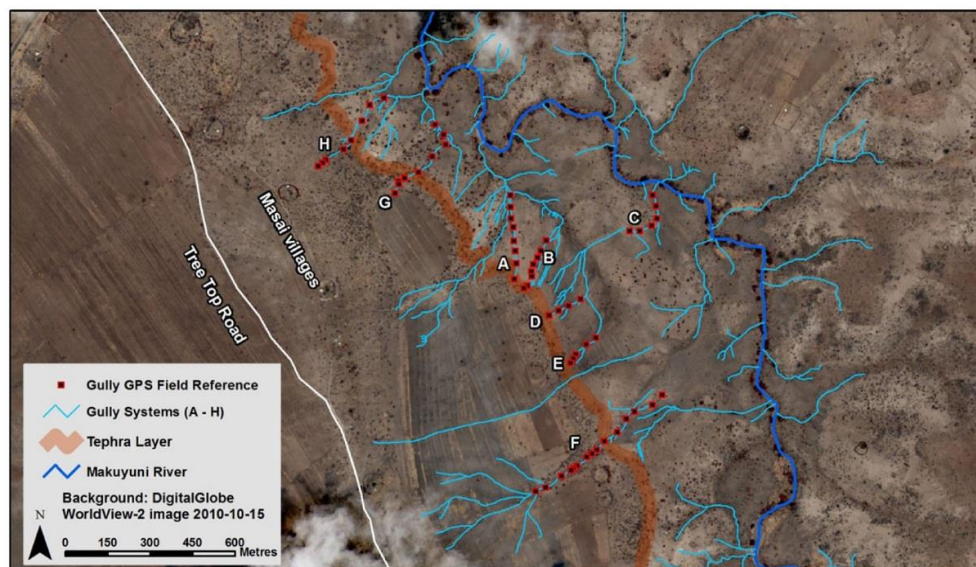 H
G
Masai villages
C
A
B
Tree Top Road
D
E
F
Gully GPS Field Reference
Gully Systems (A - H)
Tephra Layer
Makuyuni River
Background: DigitalGlobe
WorldView-2 image 2010-10-15
N
0 150 300 450 600
Metres